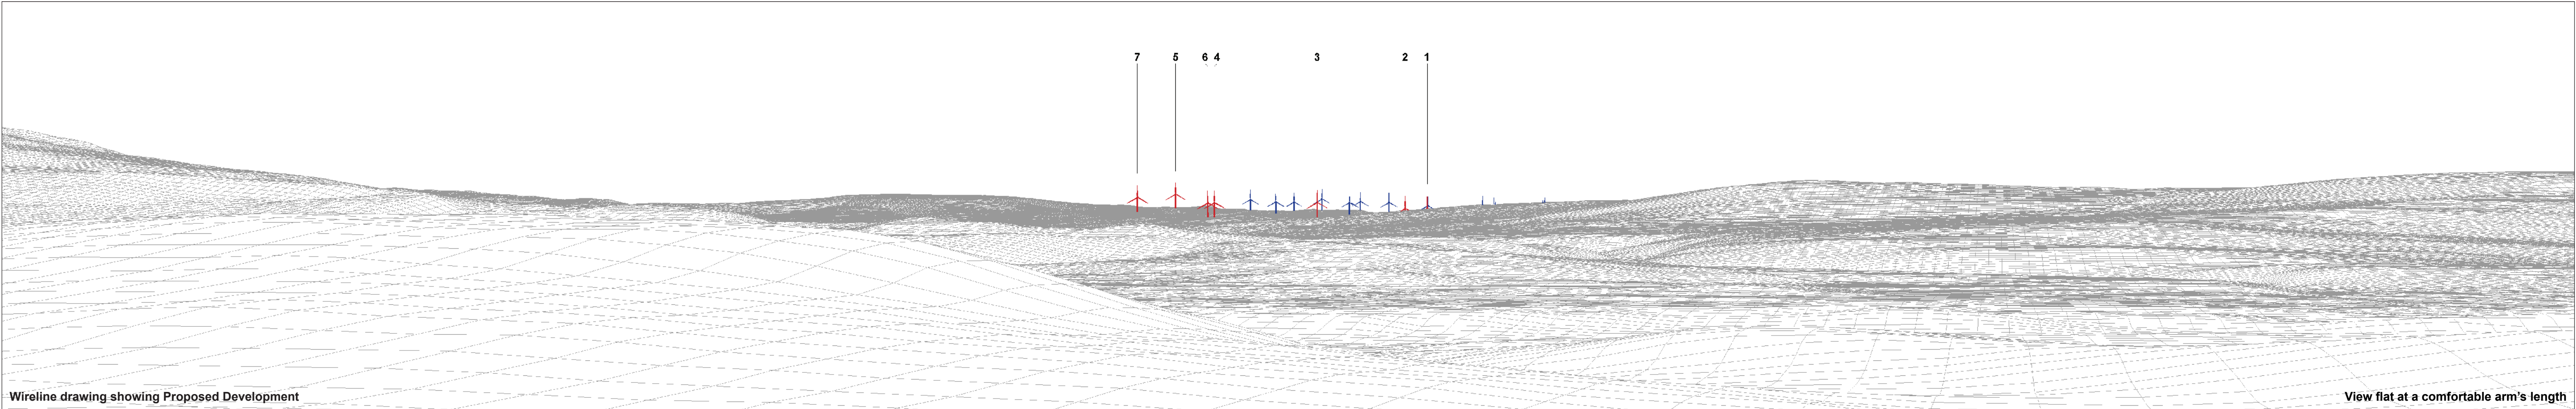 7 5 6 4 3 2 1
Wireline drawing showing Proposed Development
View flat at a comfortable arm's length